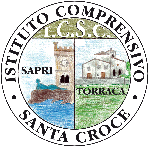 ISTITUTO COMPRENSIVO
I.C.S.C.
SAPRI
TORRACA
SANTA CROCE